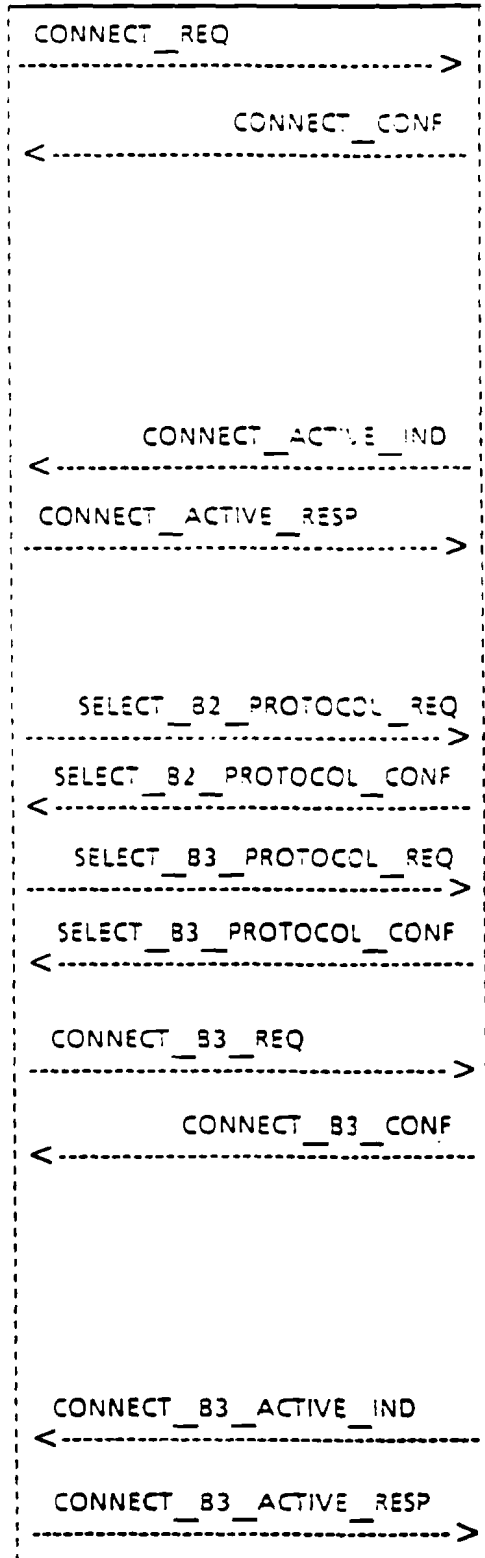 CONNECT_REQ
CONNECT_CONF
CONNECT_ACTIVE_IND
CONNECT_ACTIVE_RESP
SELECT_B2_PROTOCOL_REQ
SELECT_B2_PROTOCOL_CONF
SELECT_B3_PROTOCOL_REQ
SELECT_B3_PROTOCOL_CONF
CONNECT_B3_REQ
CONNECT_B3_CONF
CONNECT_B3_ACTIVE_IND
CONNECT_B3_ACTIVE_RESP